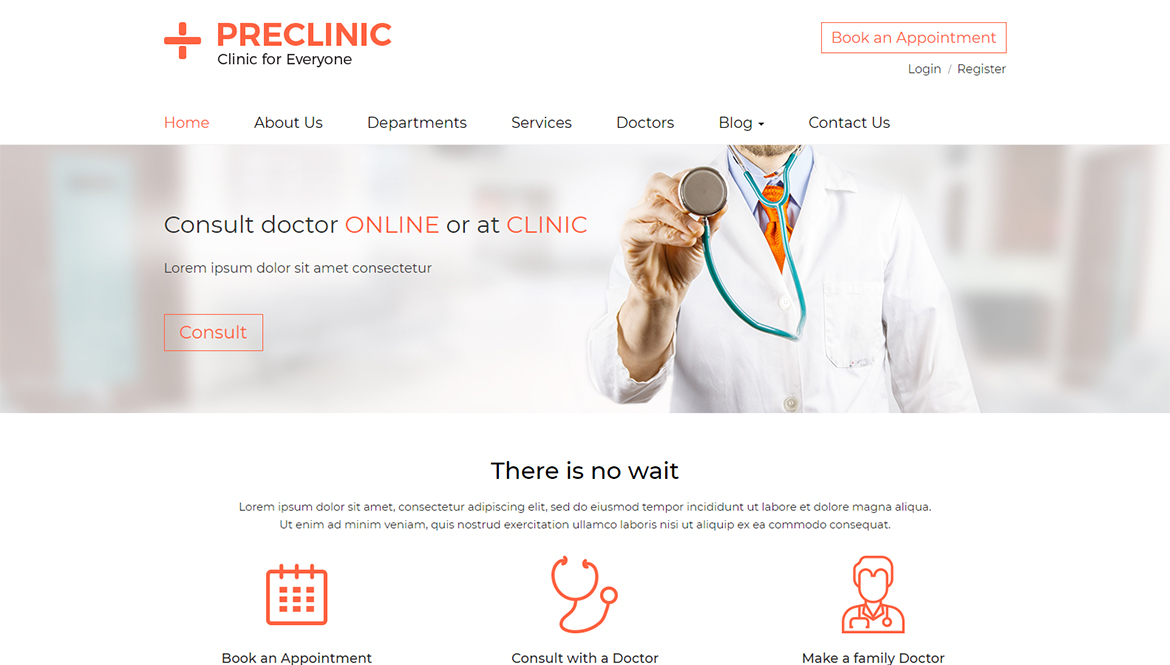 PRECLINIC
Clinic for Everyone
Book an Appointment
Login / Register
Home About Us Departments Services Doctors Blog Contact Us
Consult doctor ONLINE or at CLINIC
Lorem ipsum dolor sit amet consectetur
Consult
There is no wait
Lorem ipsum dolor sit amet, consectetur adipiscing elit, sed do eiusmod tempor incididunt ut labore et dolore magna aliqua.
Ut enim ad minim veniam, quis nostrud exercitation ullamco laboris nisi ut aliquip ex ea commodo consequat.
Book an Appointment
Consult with a Doctor
Make a family Doctor